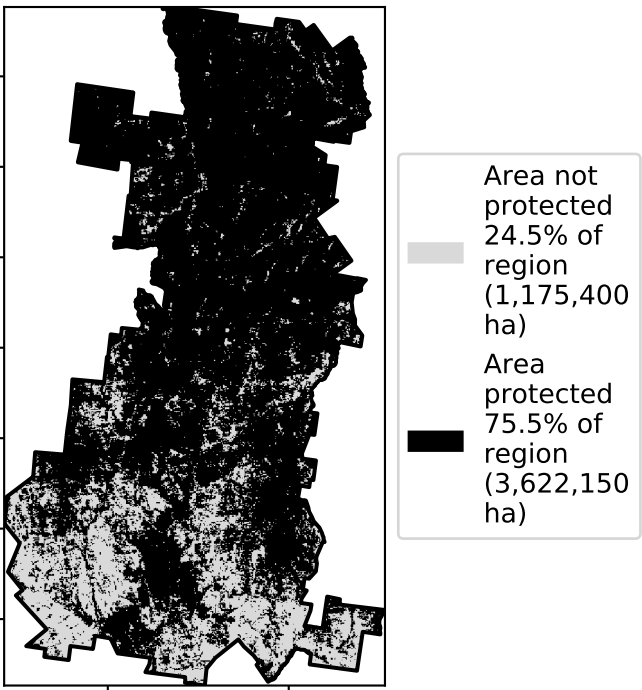 Area not
protected
24.5% of
region
(1,175,400
ha)
Area
protected
75.5% of
region
(3,622,150
ha)